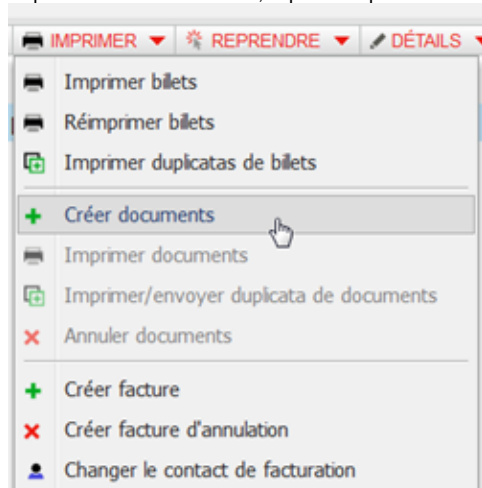 IMPRIMER REPRENDRE DÉTAILS
Imprimer billets
Réimprimer billets
Imprimer duplicatas de billets
Créer documents
Imprimer documents
Imprimer/envoyer duplicata de documents
Annuler documents
Créer facture
Créer facture d'annulation
Changer le contact de facturation